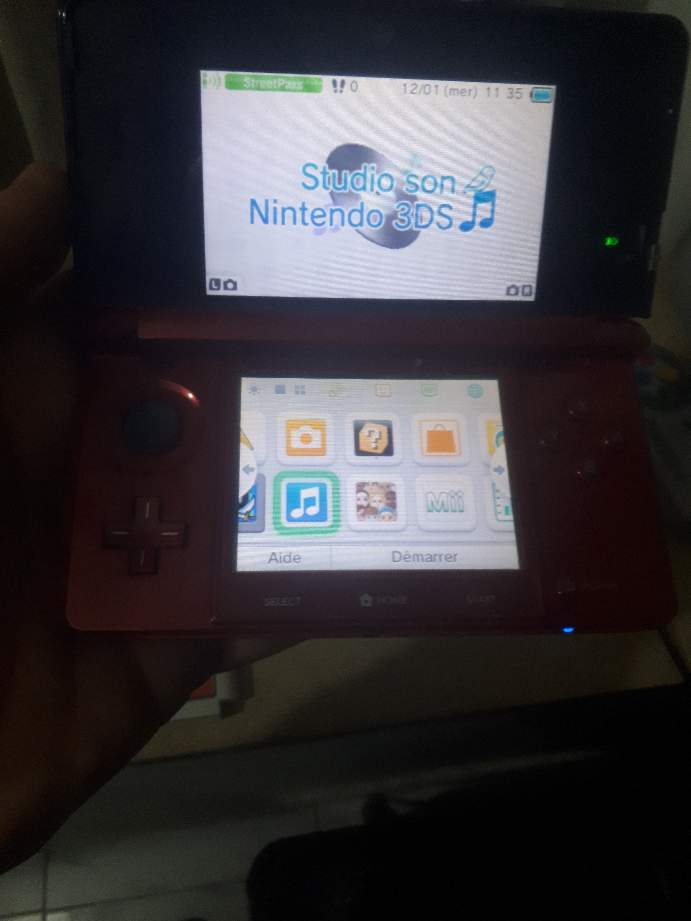 StreetPass 0 12/01 (mer) 11 35
Studio son
Nintendo 3DS
L
R
?
Mii
Aide Démarrer
SELECT HOME START